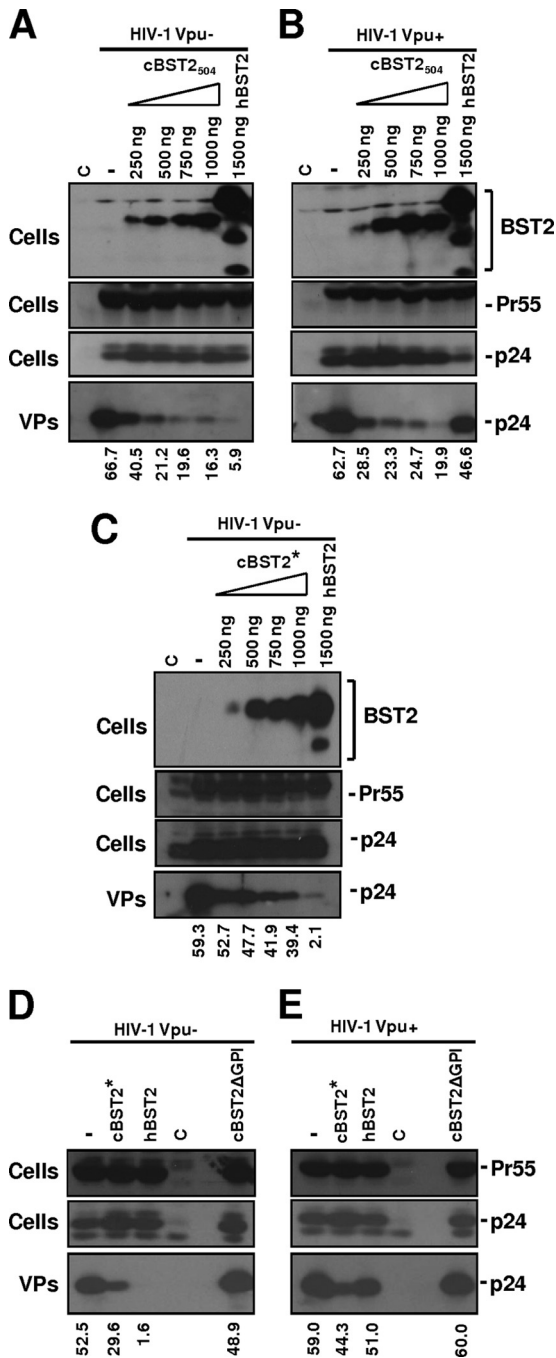 A
HIV-1 Vpu-
cBST2504
C
-
250 ng
500 ng
750 ng
1000 ng
1500 ng hBST2
Cells
Cells
Cells
VPs
66.7
40.5
21.2
19.6
16.3
5.9
B
HIV-1 Vpu+
cBST2504
C
-
250 ng
500 ng
750 ng
1000 ng
1500 ng hBST2
BST2
-Pr55
-p24
-p24
62.7
28.5
23.3
24.7
19.9
46.6
C
HIV-1 Vpu-
cBST2*
C
-
250 ng
500 ng
750 ng
1000 ng
1500 ng hBST2
Cells
BST2
Cells
-Pr55
Cells
-p24
VPs
-p24
59.3
52.7
47.7
41.9
39.4
2.1
D
HIV-1 Vpu-
-
cBST2*
hBST2
C
cBST2ΔGPI
Cells
Cells
VPs
52.5
29.6
1.6
48.9
E
HIV-1 Vpu+
-
cBST2*
hBST2
C
cBST2ΔGPI
-Pr55
-p24
-p24
59.0
44.3
51.0
60.0